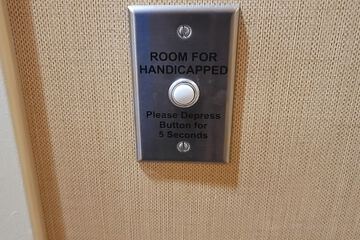 ROOM FOR
HANDICAPPED
Please Depress
Button for
5 Seconds